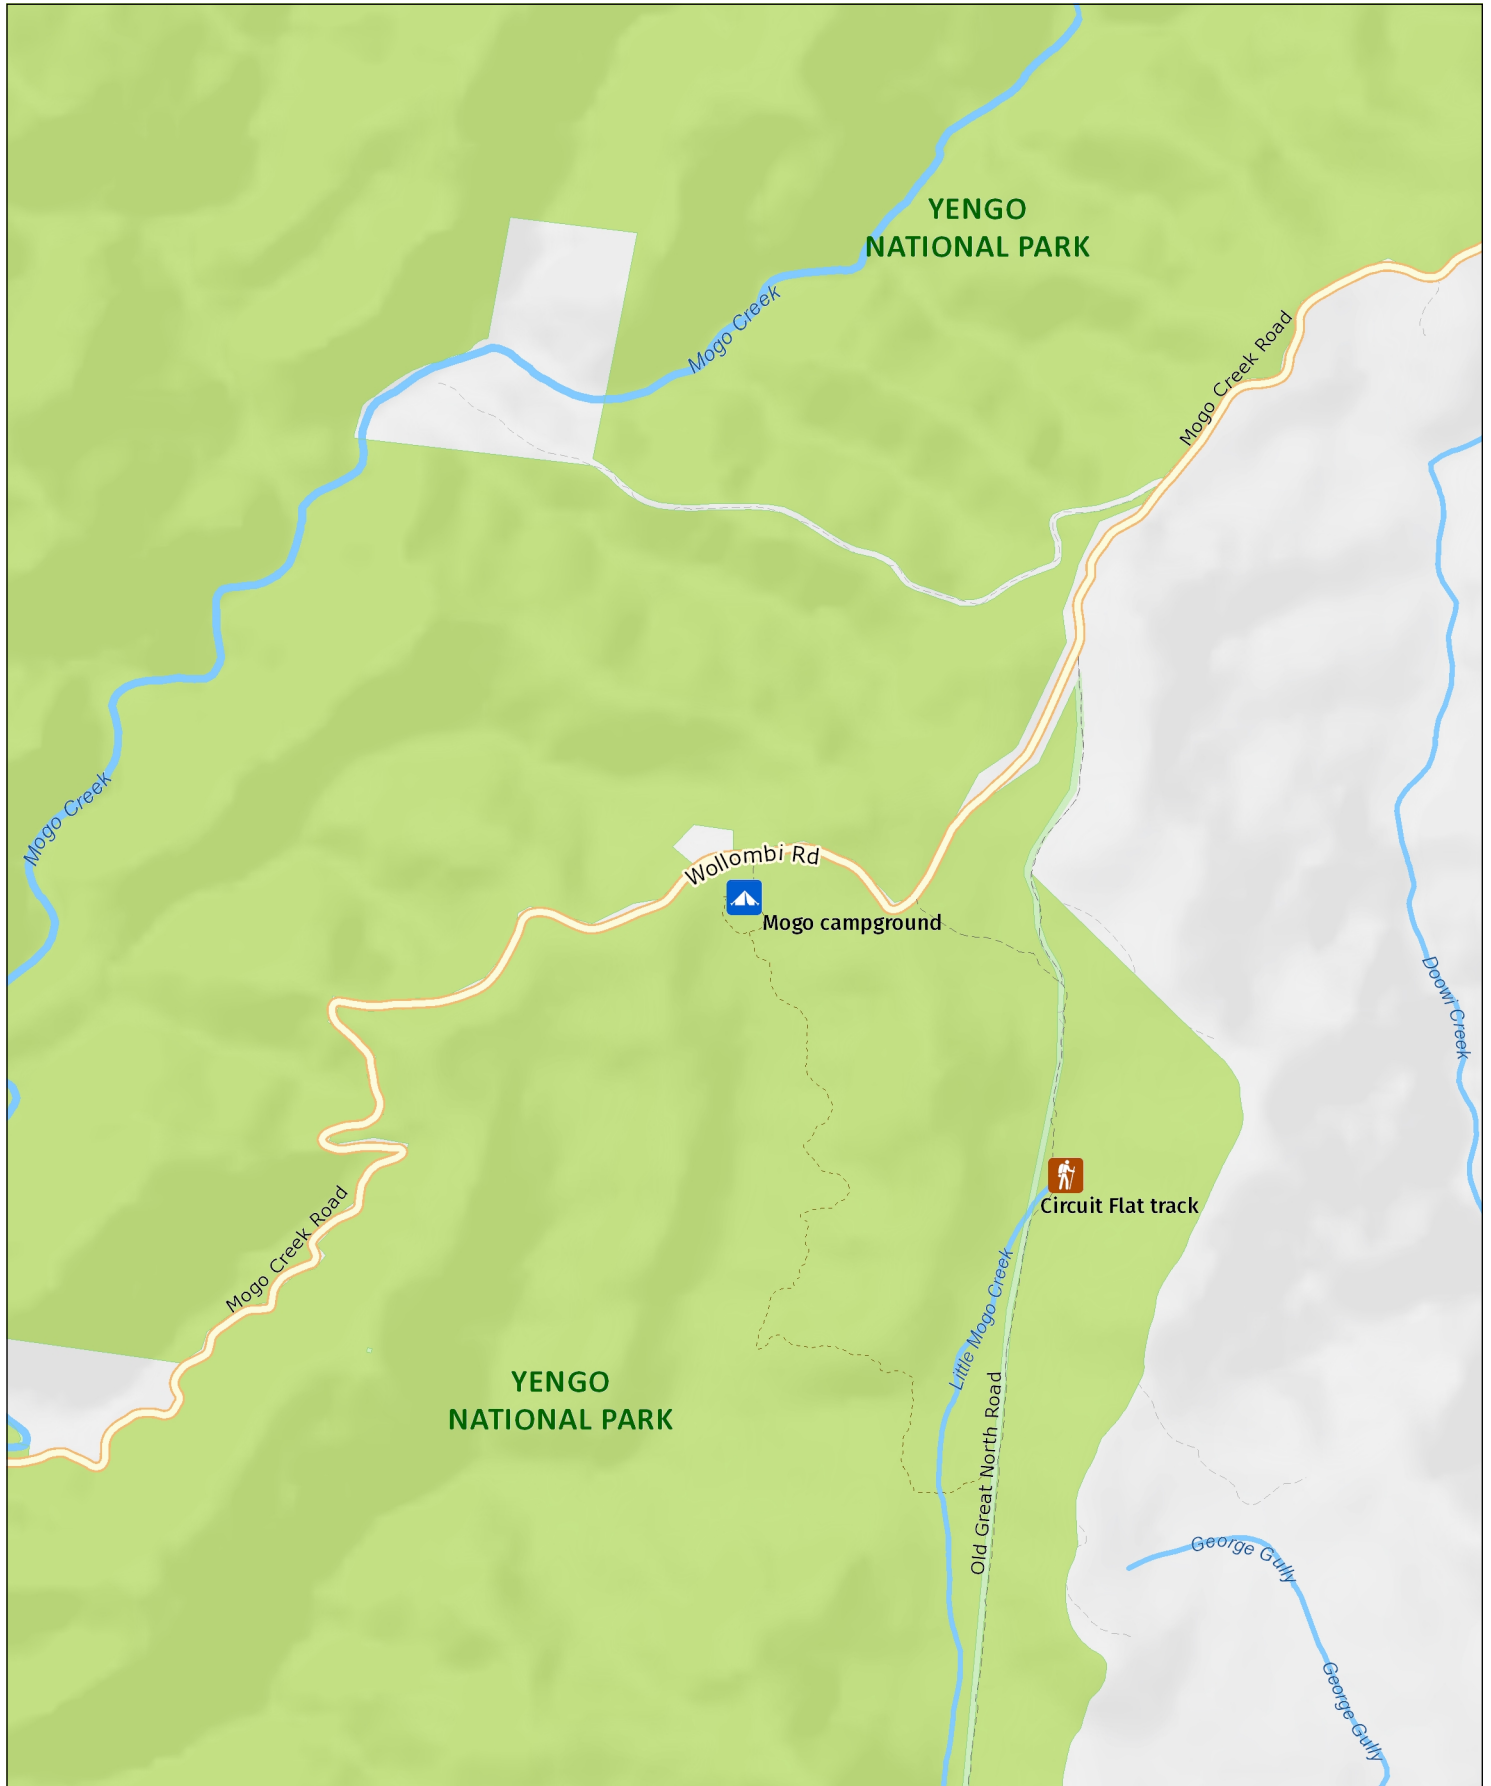 YENGO
NATIONAL PARK
Mogo Creek
Mogo Creek Road
Mogo Creek
Wollombi Rd
Mogo campground
Doowi Creek
Circuit Flat track
Mogo Creek Road
Little Mogo Creek
YENGO
NATIONAL PARK
Old Great North Road
George Gully
George Gully